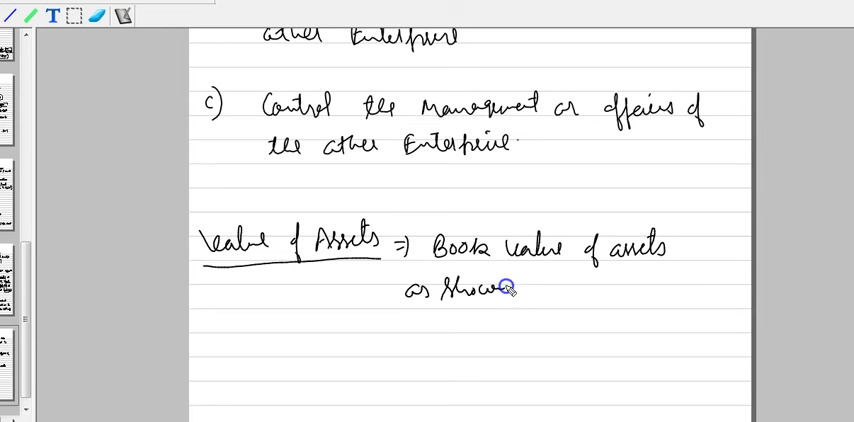 T
other Enterprise
c) Control the Management or affairs of
the other Enterprise.
Value of Assets => Book value of assets
as show